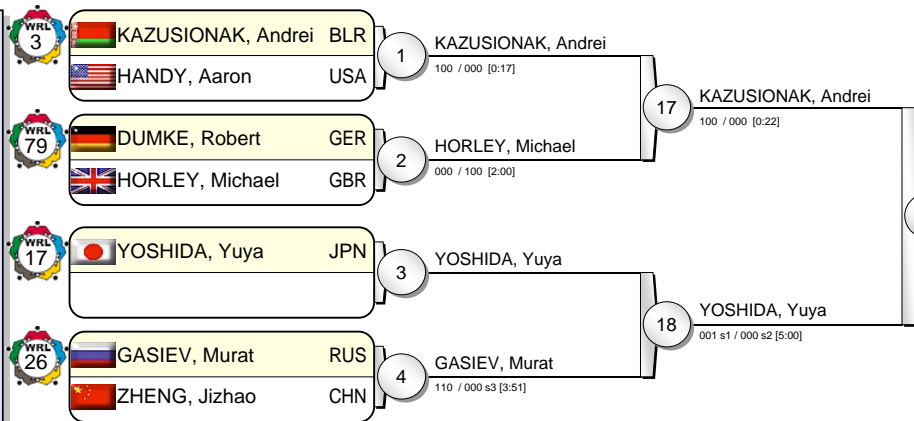 WRL
3
KAZUSIONAK, Andrei BLR
HANDY, Aaron USA
1
KAZUSIONAK, Andrei
100 / 000 [0:17]
WRL
79
DUMKE, Robert GER
HORLEY, Michael GBR
2
HORLEY, Michael
000 / 100 [2:00]
17
KAZUSIONAK, Andrei
100 / 000 [0:22]
WRL
17
YOSHIDA, Yuya JPN
3
YOSHIDA, Yuya
WRL
26
GASIEV, Murat RUS
ZHENG, Jizhao CHN
4
GASIEV, Murat
110 / 000 s3 [3:51]
18
YOSHIDA, Yuya
001 s1 / 000 s2 [5:00]